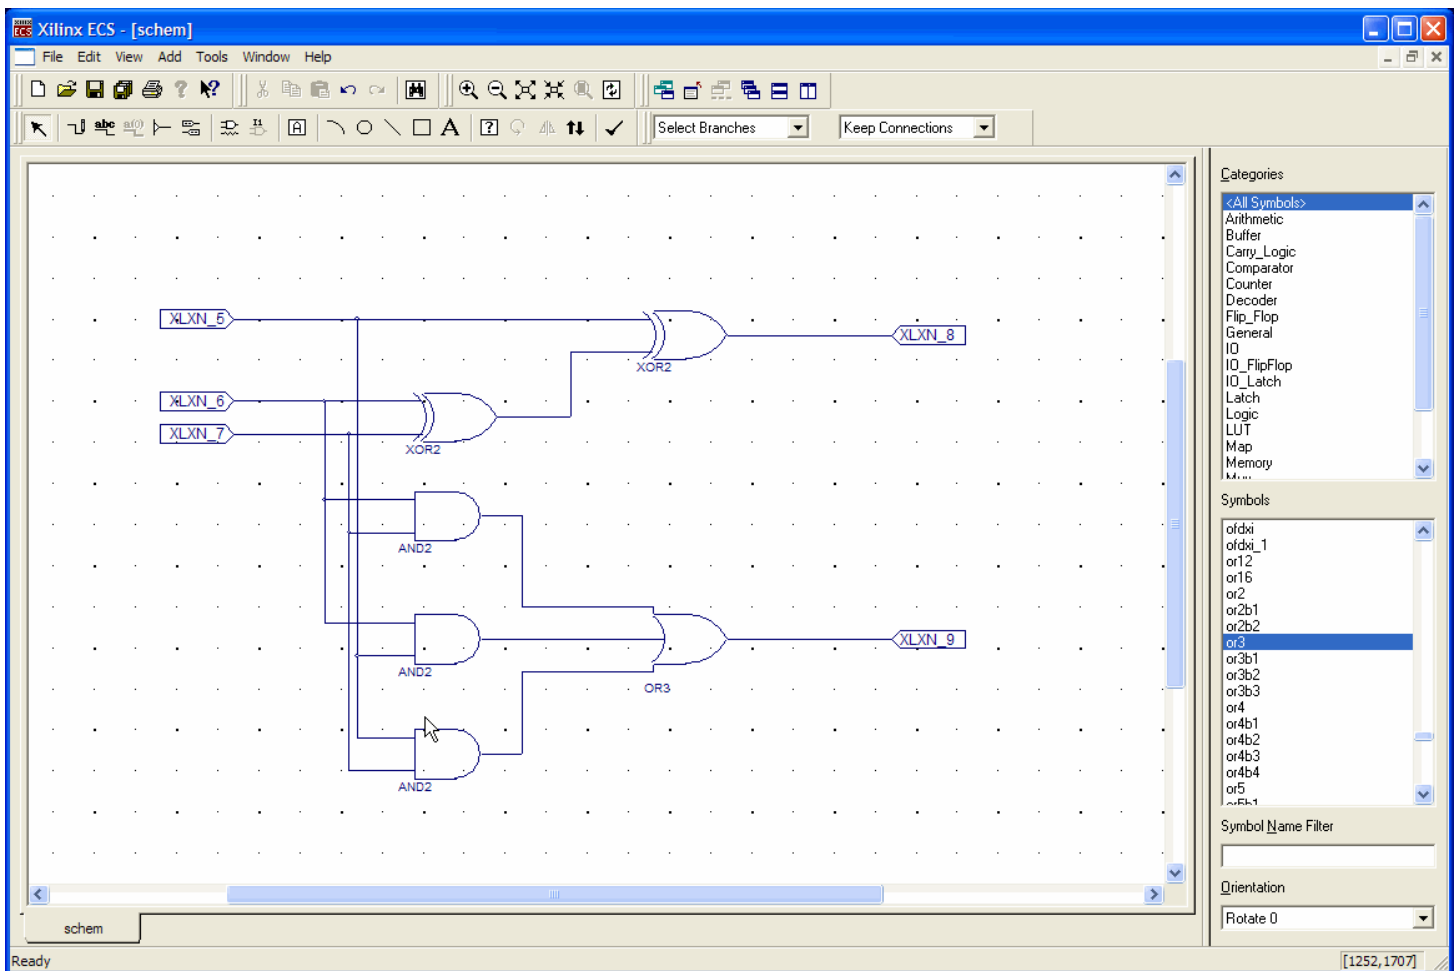 Xilinx ECS - [schem]
File Edit View Add Tools Window Help
Select Branches
Keep Connections
XLXN_5
XLXN_8
XOR2
XLXN_6
XLXN_7
XOR2
AND2
XLXN_9
AND2
OR3
AND2
Categories
<All Symbols>
Arithmetic
Buffer
Carry_Logic
Comparator
Counter
Decoder
Flip_Flop
General
IO
IO_FlipFlop
IO_Latch
Latch
Logic
LUT
Map
Memory
Symbols
ofdxi
ofdxi_1
or12
or16
or2
or2b1
or2b2
or3
or3b1
or3b2
or3b3
or4
or4b1
or4b2
or4b3
or4b4
or5
or5b1
Symbol Name Filter
Orientation
Rotate 0
schem
Ready
[1252,1707]